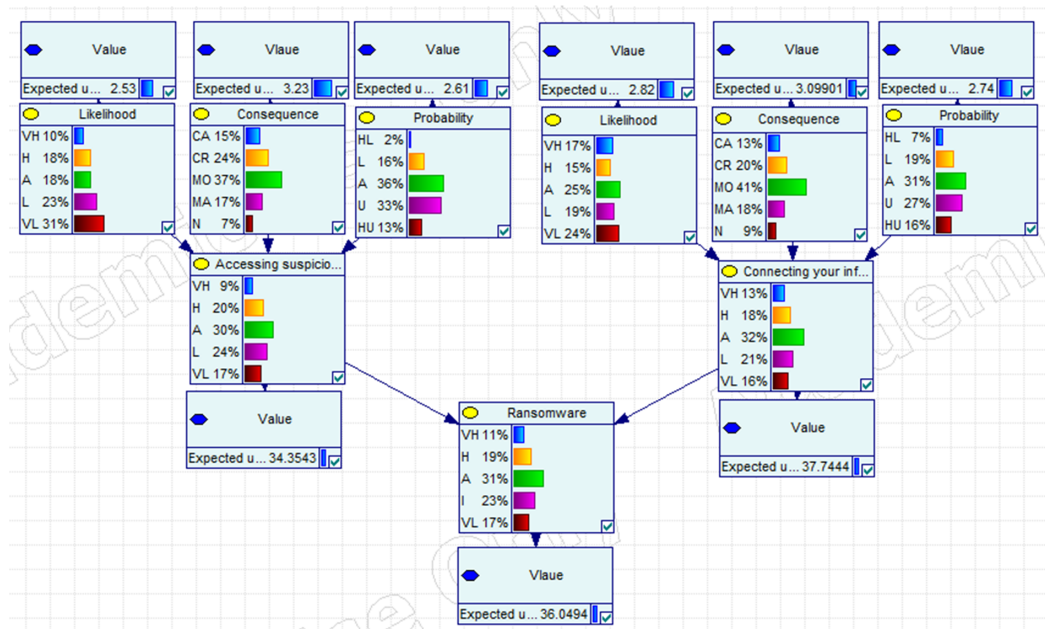 Value
Expected u... 2.53
Vlaue
Expected u... 3.23
Value
Expected u... 2.61
Vlaue
Expected u... 2.82
Vlaue
Expected u... 3.09901
Value
Expected u... 2.74
Likelihood
VH 10%
H 18%
A 18%
L 23%
VL 31%
Consequence
CA 15%
CR 24%
MO 37%
MA 17%
N 7%
Probability
HL 2%
L 16%
A 36%
U 33%
HU 13%
Likelihood
VH 17%
H 15%
A 25%
L 19%
VL 24%
Consequence
CA 13%
CR 20%
MO 41%
MA 18%
N 9%
Probability
HL 7%
L 19%
A 31%
U 27%
HU 16%
Accessing suspicio...
VH 9%
H 20%
A 30%
L 24%
VL 17%
Connecting your inf...
VH 13%
H 18%
A 32%
L 21%
VL 16%
Value
Expected u... 34.3543
Value
Expected u... 37.7444
Ransomware
VH 11%
H 19%
A 31%
I 23%
VL 17%
Vlaue
Expected u... 36.0494